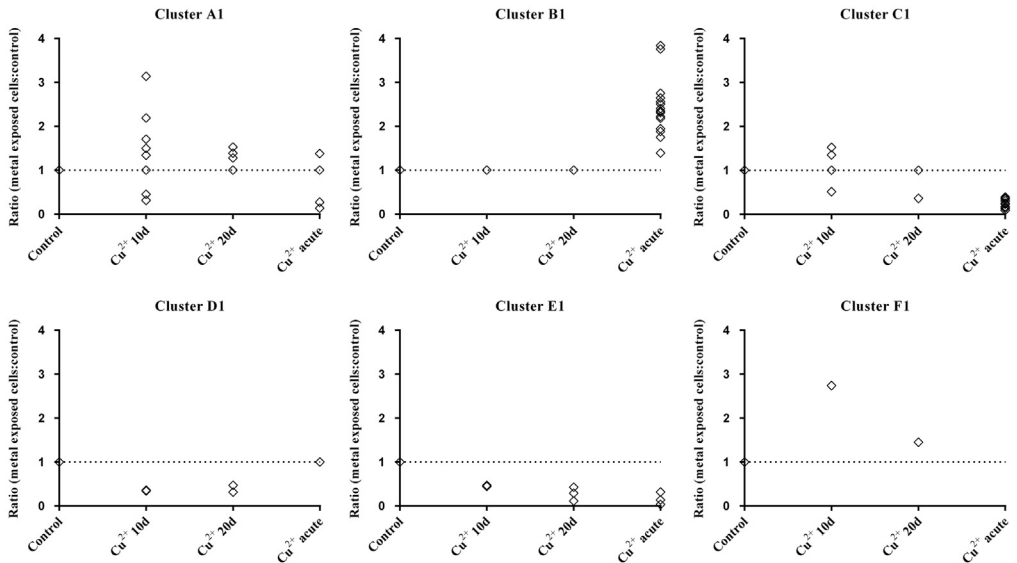 Cluster A1
Ratio (metal exposed cells:control)
4
3
2
1
0
Control
Cu²⁺ 10d
Cu²⁺ 20d
Cu²⁺ acute
Cluster B1
Ratio (metal exposed cells:control)
4
3
2
1
0
Control
Cu²⁺ 10d
Cu²⁺ 20d
Cu²⁺ acute
Cluster C1
Ratio (metal exposed cells:control)
4
3
2
1
0
Control
Cu²⁺ 10d
Cu²⁺ 20d
Cu²⁺ acute
Cluster D1
Ratio (metal exposed cells:control)
4
3
2
1
0
Control
Cu²⁺ 10d
Cu²⁺ 20d
Cu²⁺ acute
Cluster E1
Ratio (metal exposed cells:control)
4
3
2
1
0
Control
Cu²⁺ 10d
Cu²⁺ 20d
Cu²⁺ acute
Cluster F1
Ratio (metal exposed cells:control)
4
3
2
1
0
Control
Cu²⁺ 10d
Cu²⁺ 20d
Cu²⁺ acute